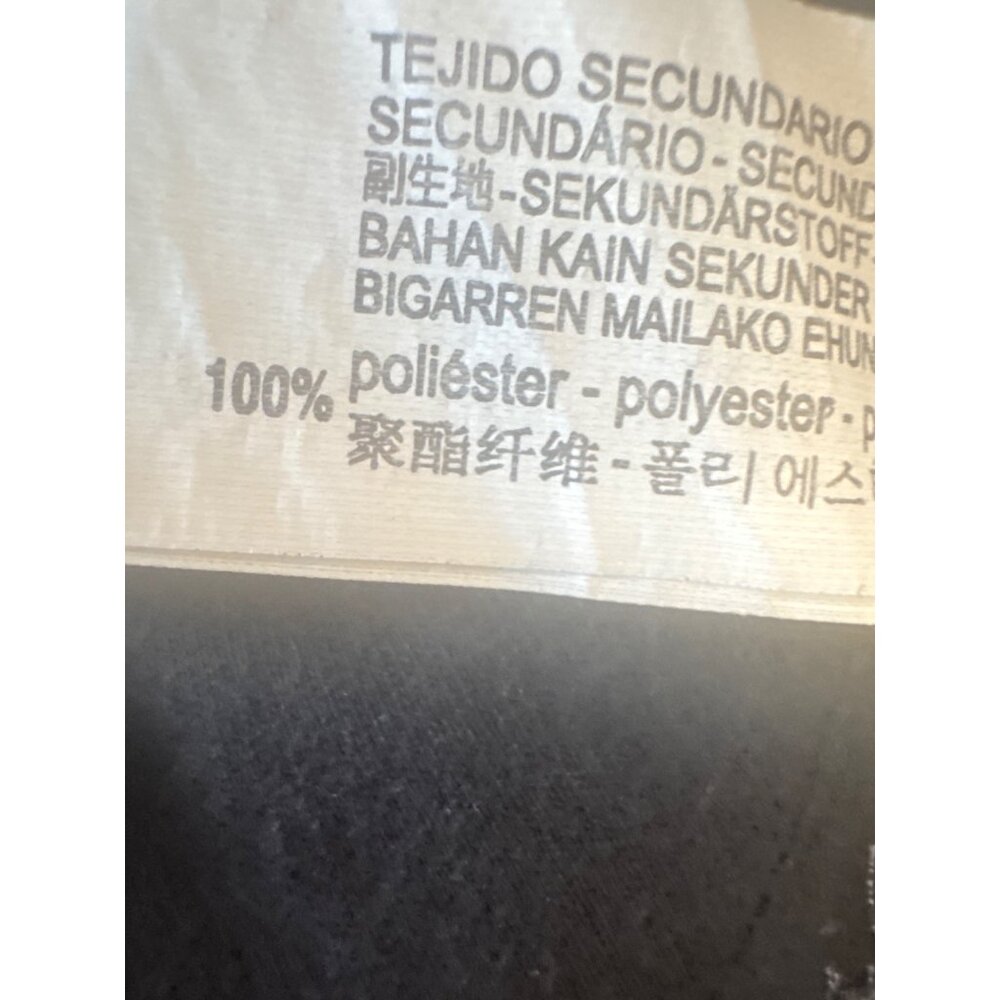 TEJIDO SECUNDARIO
SECUNDÁRIO - SECUND
副生地 - SEKUNDÄRSTOFF-
BAHAN KAIN SEKUNDER
BIGARREN MAILAKO EHUN
100% poliéster - polyester - p
聚酯纤维 - 폴리 에스